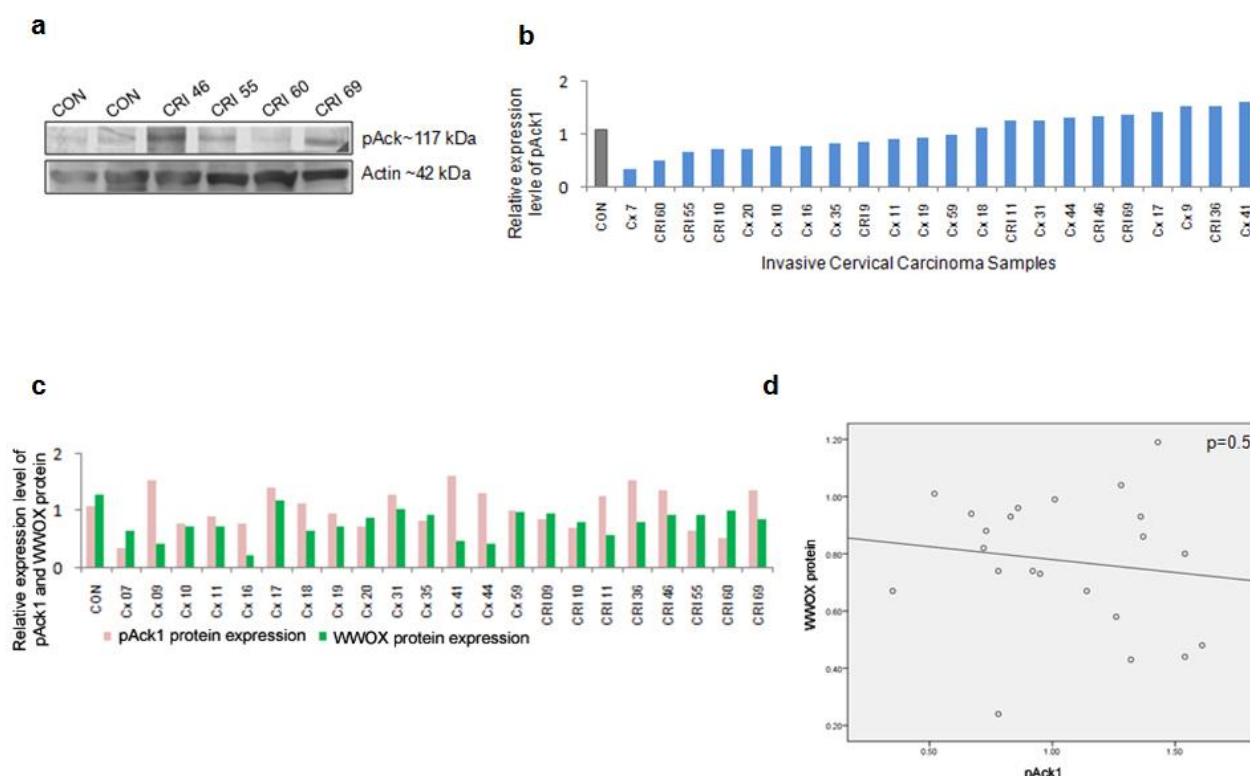 a
CON
CON
CRI 46
CRI 55
CRI 60
CRI 69
pAck~117 kDa
Actin ~42 kDa
b
Relative expression
levle of pAck1
2
1
0
CON
Cx 7
CRI 60
CRI 55
CRI 10
Cx 20
Cx 10
Cx 16
Cx 35
CRI 9
Cx 11
Cx 19
Cx 59
Cx 18
CRI 11
Cx 31
Cx 44
CRI 46
CRI 69
Cx 17
Cx 9
CRI 36
Cx 41
Invasive Cervical Carcinoma Samples
c
Relative expression level of
pAck1 and WWOX protein
2
1
0
CON
Cx 07
Cx 09
Cx 10
Cx 11
Cx 16
Cx 17
Cx 18
Cx 19
Cx 20
Cx 31
Cx 35
Cx 41
Cx 44
Cx 59
CRI 09
CRI 10
CRI 11
CRI 36
CRI 46
CRI 55
CRI 60
CRI 69
pAck1 protein expression
WWOX protein expression
d
p=0.5
WWOX protein
1.20
1.00
0.80
0.60
0.40
0.20
0.50
1.00
1.50
pAck1